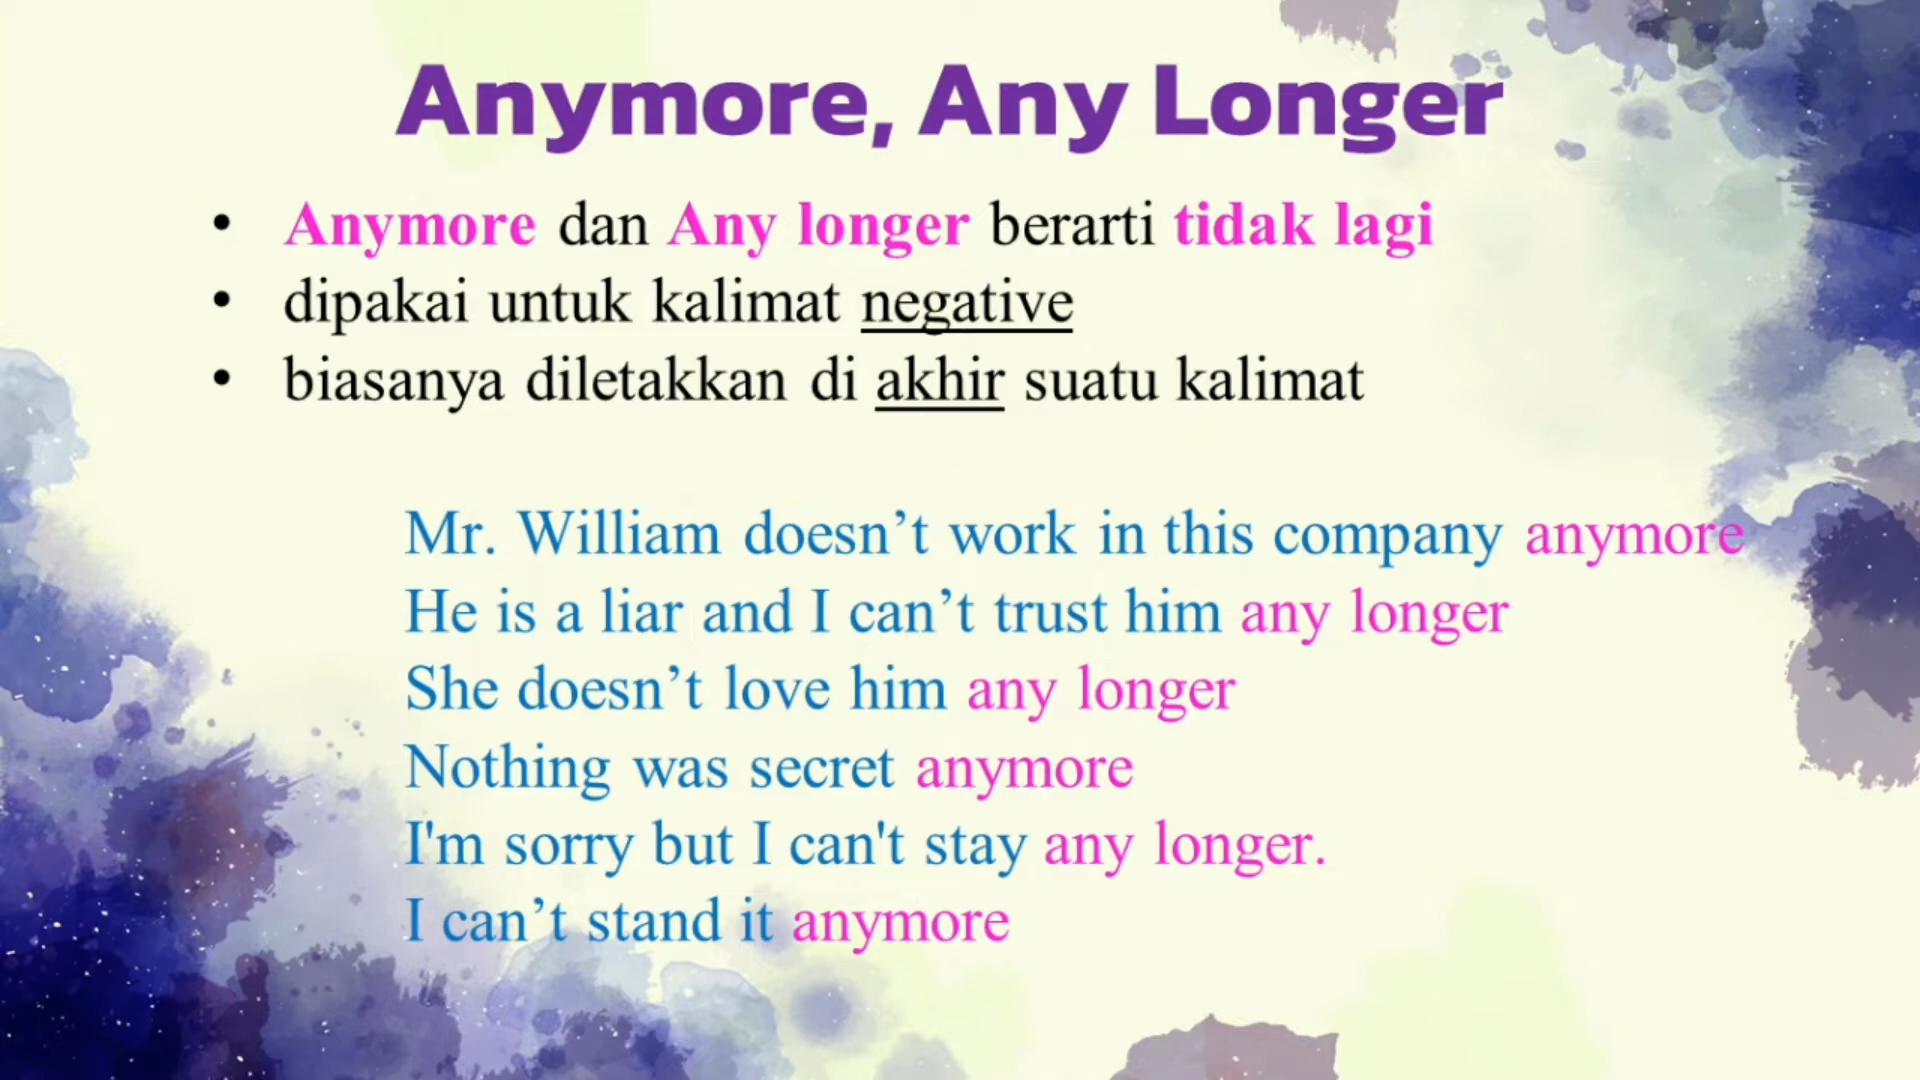 Anymore, Any Longer
• Anymore dan Any longer berarti tidak lagi
• dipakai untuk kalimat negative
• biasanya diletakkan di akhir suatu kalimat
Mr. William doesn’t work in this company anymore
He is a liar and I can’t trust him any longer
She doesn’t love him any longer
Nothing was secret anymore
I'm sorry but I can't stay any longer.
I can’t stand it anymore